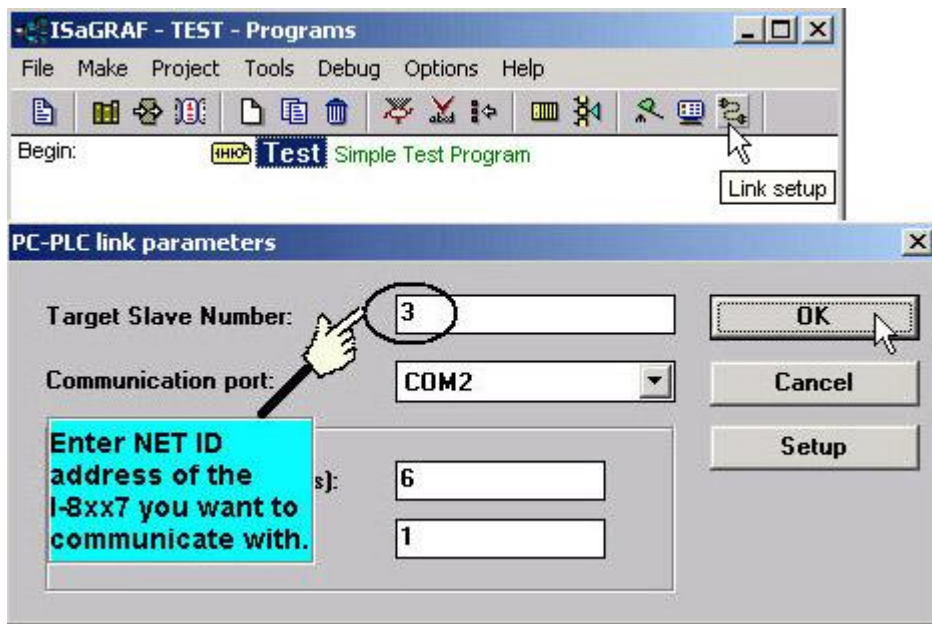 ISaGRAF - TEST - Programs
File Make Project Tools Debug Options Help
Begin: Test Simple Test Program
Link setup
PC-PLC link parameters
Target Slave Number: 3 OK
Communication port: COM2 Cancel
Setup
Enter NET ID
address of the
I-8xx7 you want to
communicate with.
s): 6
1